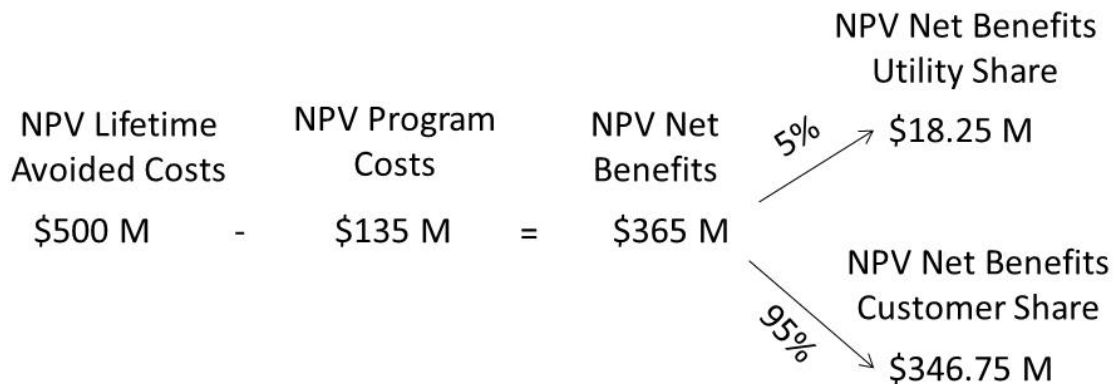 NPV Net Benefits
Utility Share
$18.25 M
NPV Lifetime
Avoided Costs
NPV Program
Costs
NPV Net
Benefits
5%
$500 M - $135 M = $365 M
NPV Net Benefits
Customer Share
95%
$346.75 M